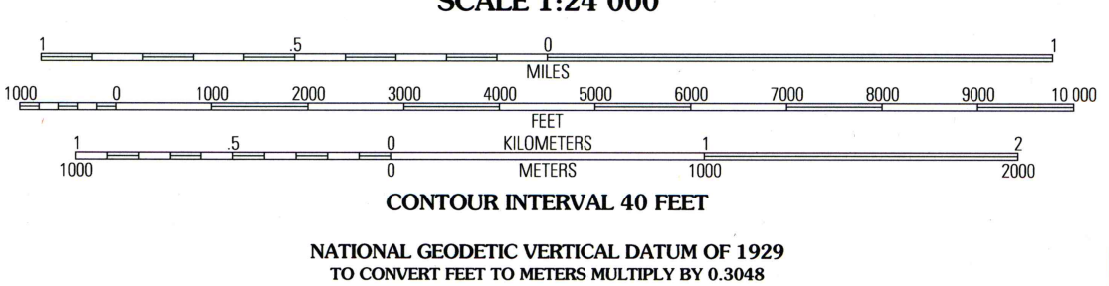 SCALE 1:24 000
1 .5 0 1
MILES
1000 0 1000 2000 3000 4000 5000 6000 7000 8000 9000 10 000
FEET
1 .5 0 KILOMETERS 1 2
1000 0 METERS 1000 2000
CONTOUR INTERVAL 40 FEET
NATIONAL GEODETIC VERTICAL DATUM OF 1929
TO CONVERT FEET TO METERS MULTIPLY BY 0.3048